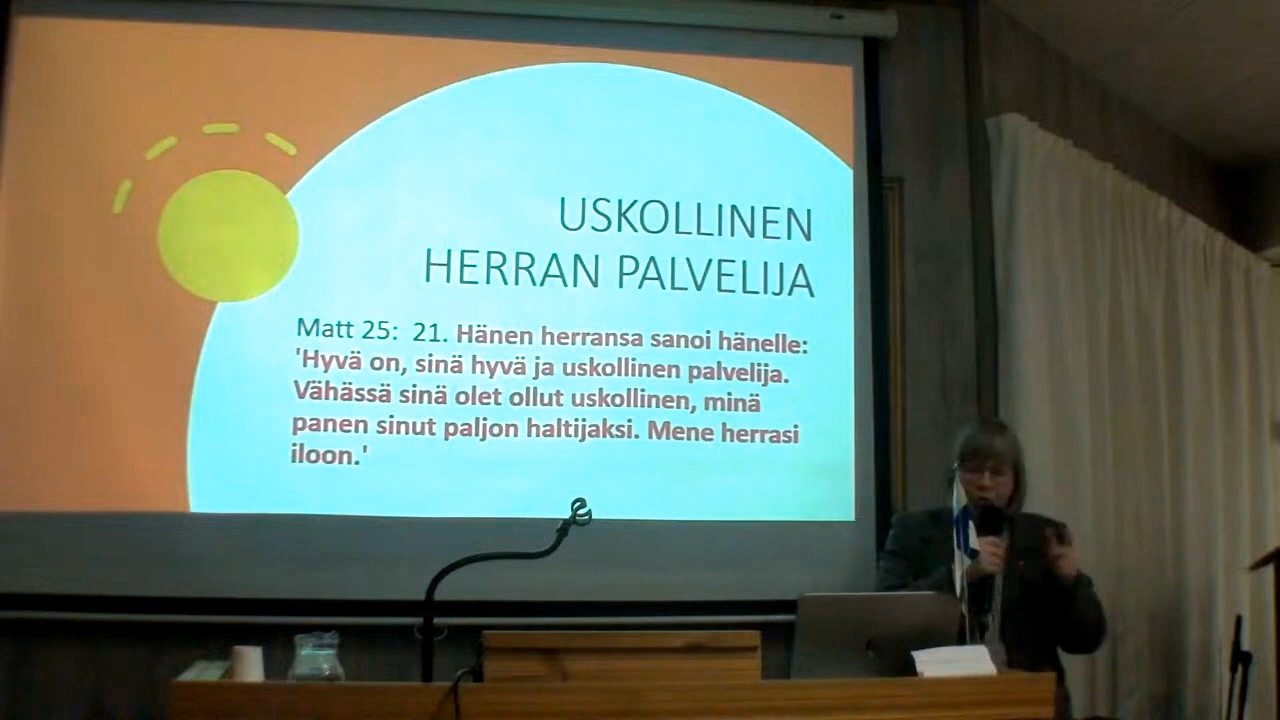 USKOLLINEN
HERRAN PALVELIJA
Matt 25: 21. Hänen herransa sanoi hänelle:
'Hyvä on, sinä hyvä ja uskollinen palvelija.
Vähässä sinä olet ollut uskollinen, minä
panen sinut paljon haltijaksi. Mene herrasi
iloon.'